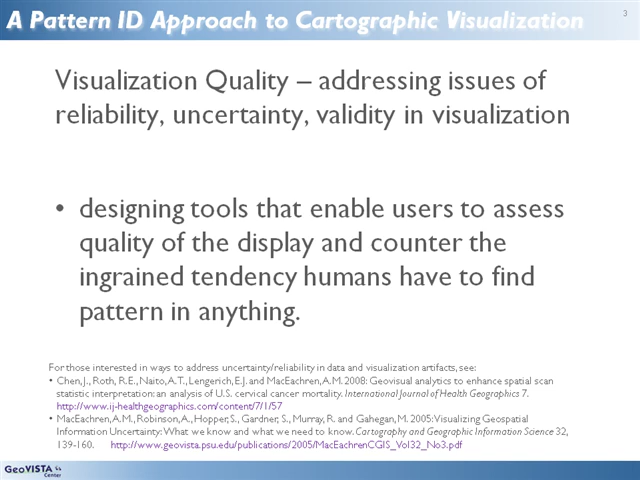 A Pattern ID Approach to Cartographic Visualization
3
Visualization Quality – addressing issues of
reliability, uncertainty, validity in visualization
• designing tools that enable users to assess
quality of the display and counter the
ingrained tendency humans have to find
pattern in anything.
For those interested in ways to address uncertainty/reliability in data and visualization artifacts, see:
• Chen, J., Roth, R.E., Naito, A.T., Lengerich, E.J. and MacEachren, A.M. 2008: Geovisual analytics to enhance spatial scan
statistic interpretation: an analysis of U.S. cervical cancer mortality. International Journal of Health Geographics 7.
http://www.ij-healthgeographics.com/content/7/1/57
• MacEachren, A.M., Robinson, A., Hopper, S., Gardner, S., Murray, R. and Gahegan, M. 2005: Visualizing Geospatial
Information Uncertainty: What we know and what we need to know. Cartography and Geographic Information Science 32,
139-160. http://www.geovista.psu.edu/publications/2005/MacEachrenCGIS_Vol32_No3.pdf
GeoVISTA
Center